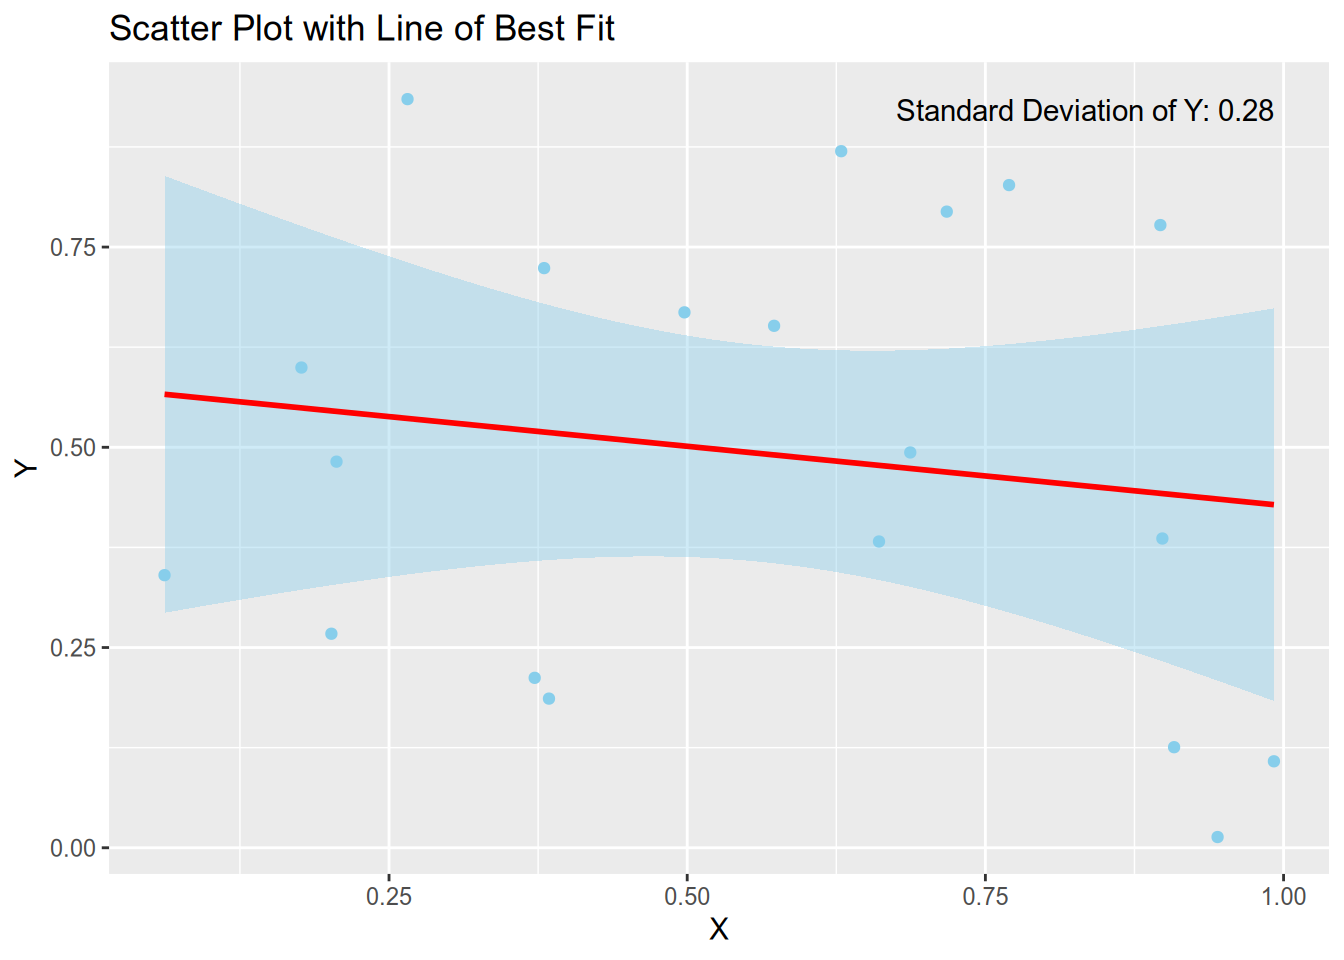 Scatter Plot with Line of Best Fit
Standard Deviation of Y: 0.28
0.75
0.50
Y
0.25
0.00
0.25 0.50 0.75 1.00
X